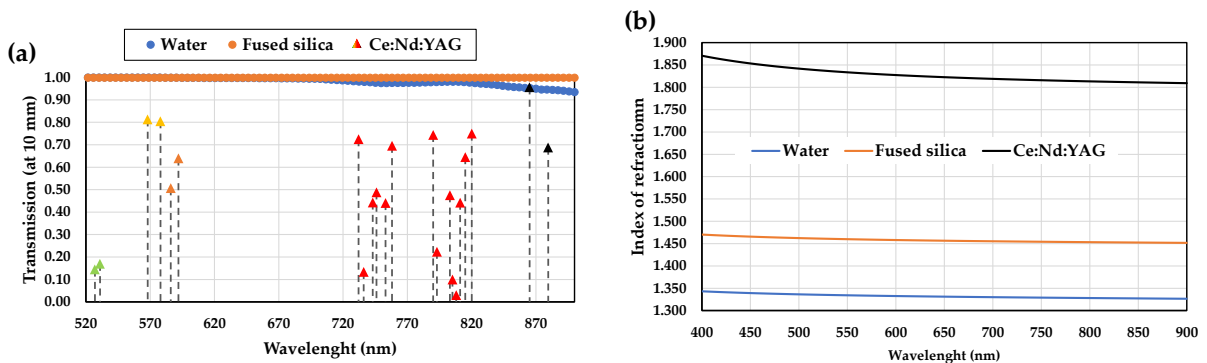 (a)
Water Fused silica Ce:Nd:YAG
Transmission (at 10 mm)
1.00
0.90
0.80
0.70
0.60
0.50
0.40
0.30
0.20
0.10
0.00
520 570 620 670 720 770 820 870
Wavelenght (nm)
(b)
Index of refractiomn
1.900
1.850
1.800
1.750
1.700
1.650
1.600
1.550
1.500
1.450
1.400
1.350
1.300
Water Fused silica Ce:Nd:YAG
400 450 500 550 600 650 700 750 800 850 900
Wavelenght (nm)